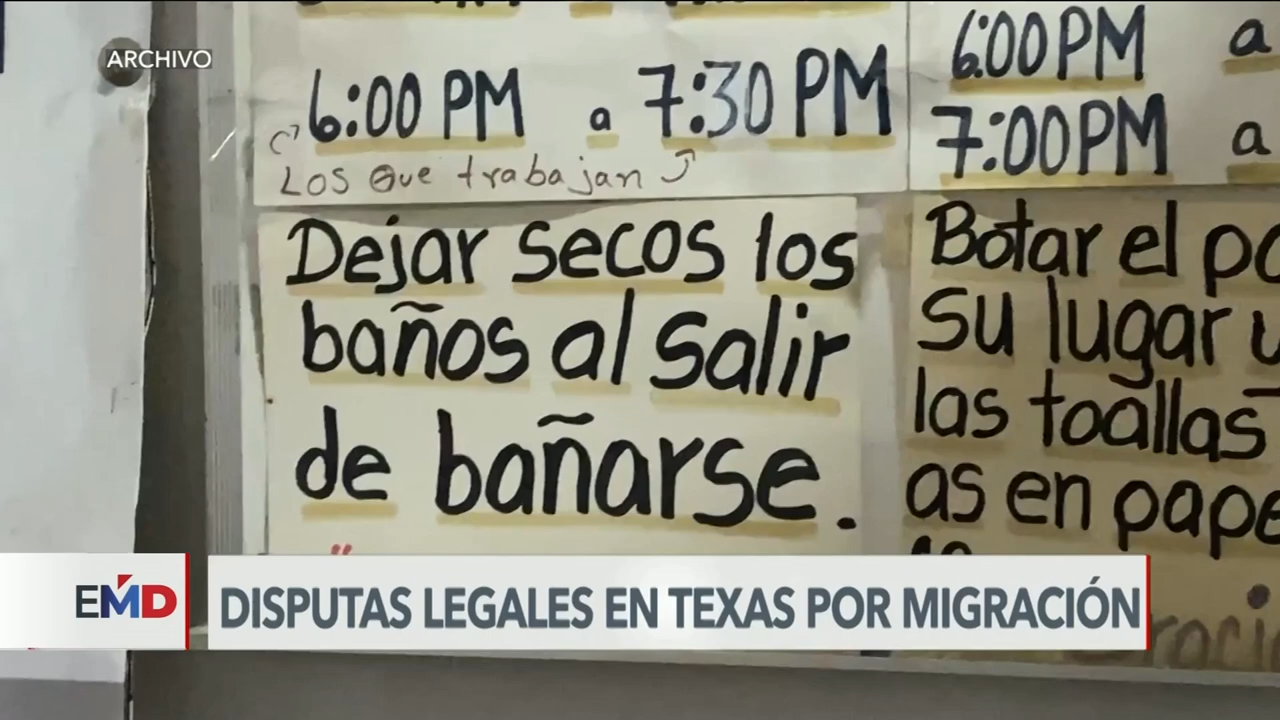 ARCHIVO
6:00 PM a 7:30 PM
Los que trabajan
Dejar secos los
baños al salir
de bañarse.
6:00 PM a
7:00 PM a
Botar el
su lugar
las toallas
as en
EMD
DISPUTAS LEGALES EN TEXAS POR MIGRACIÓN